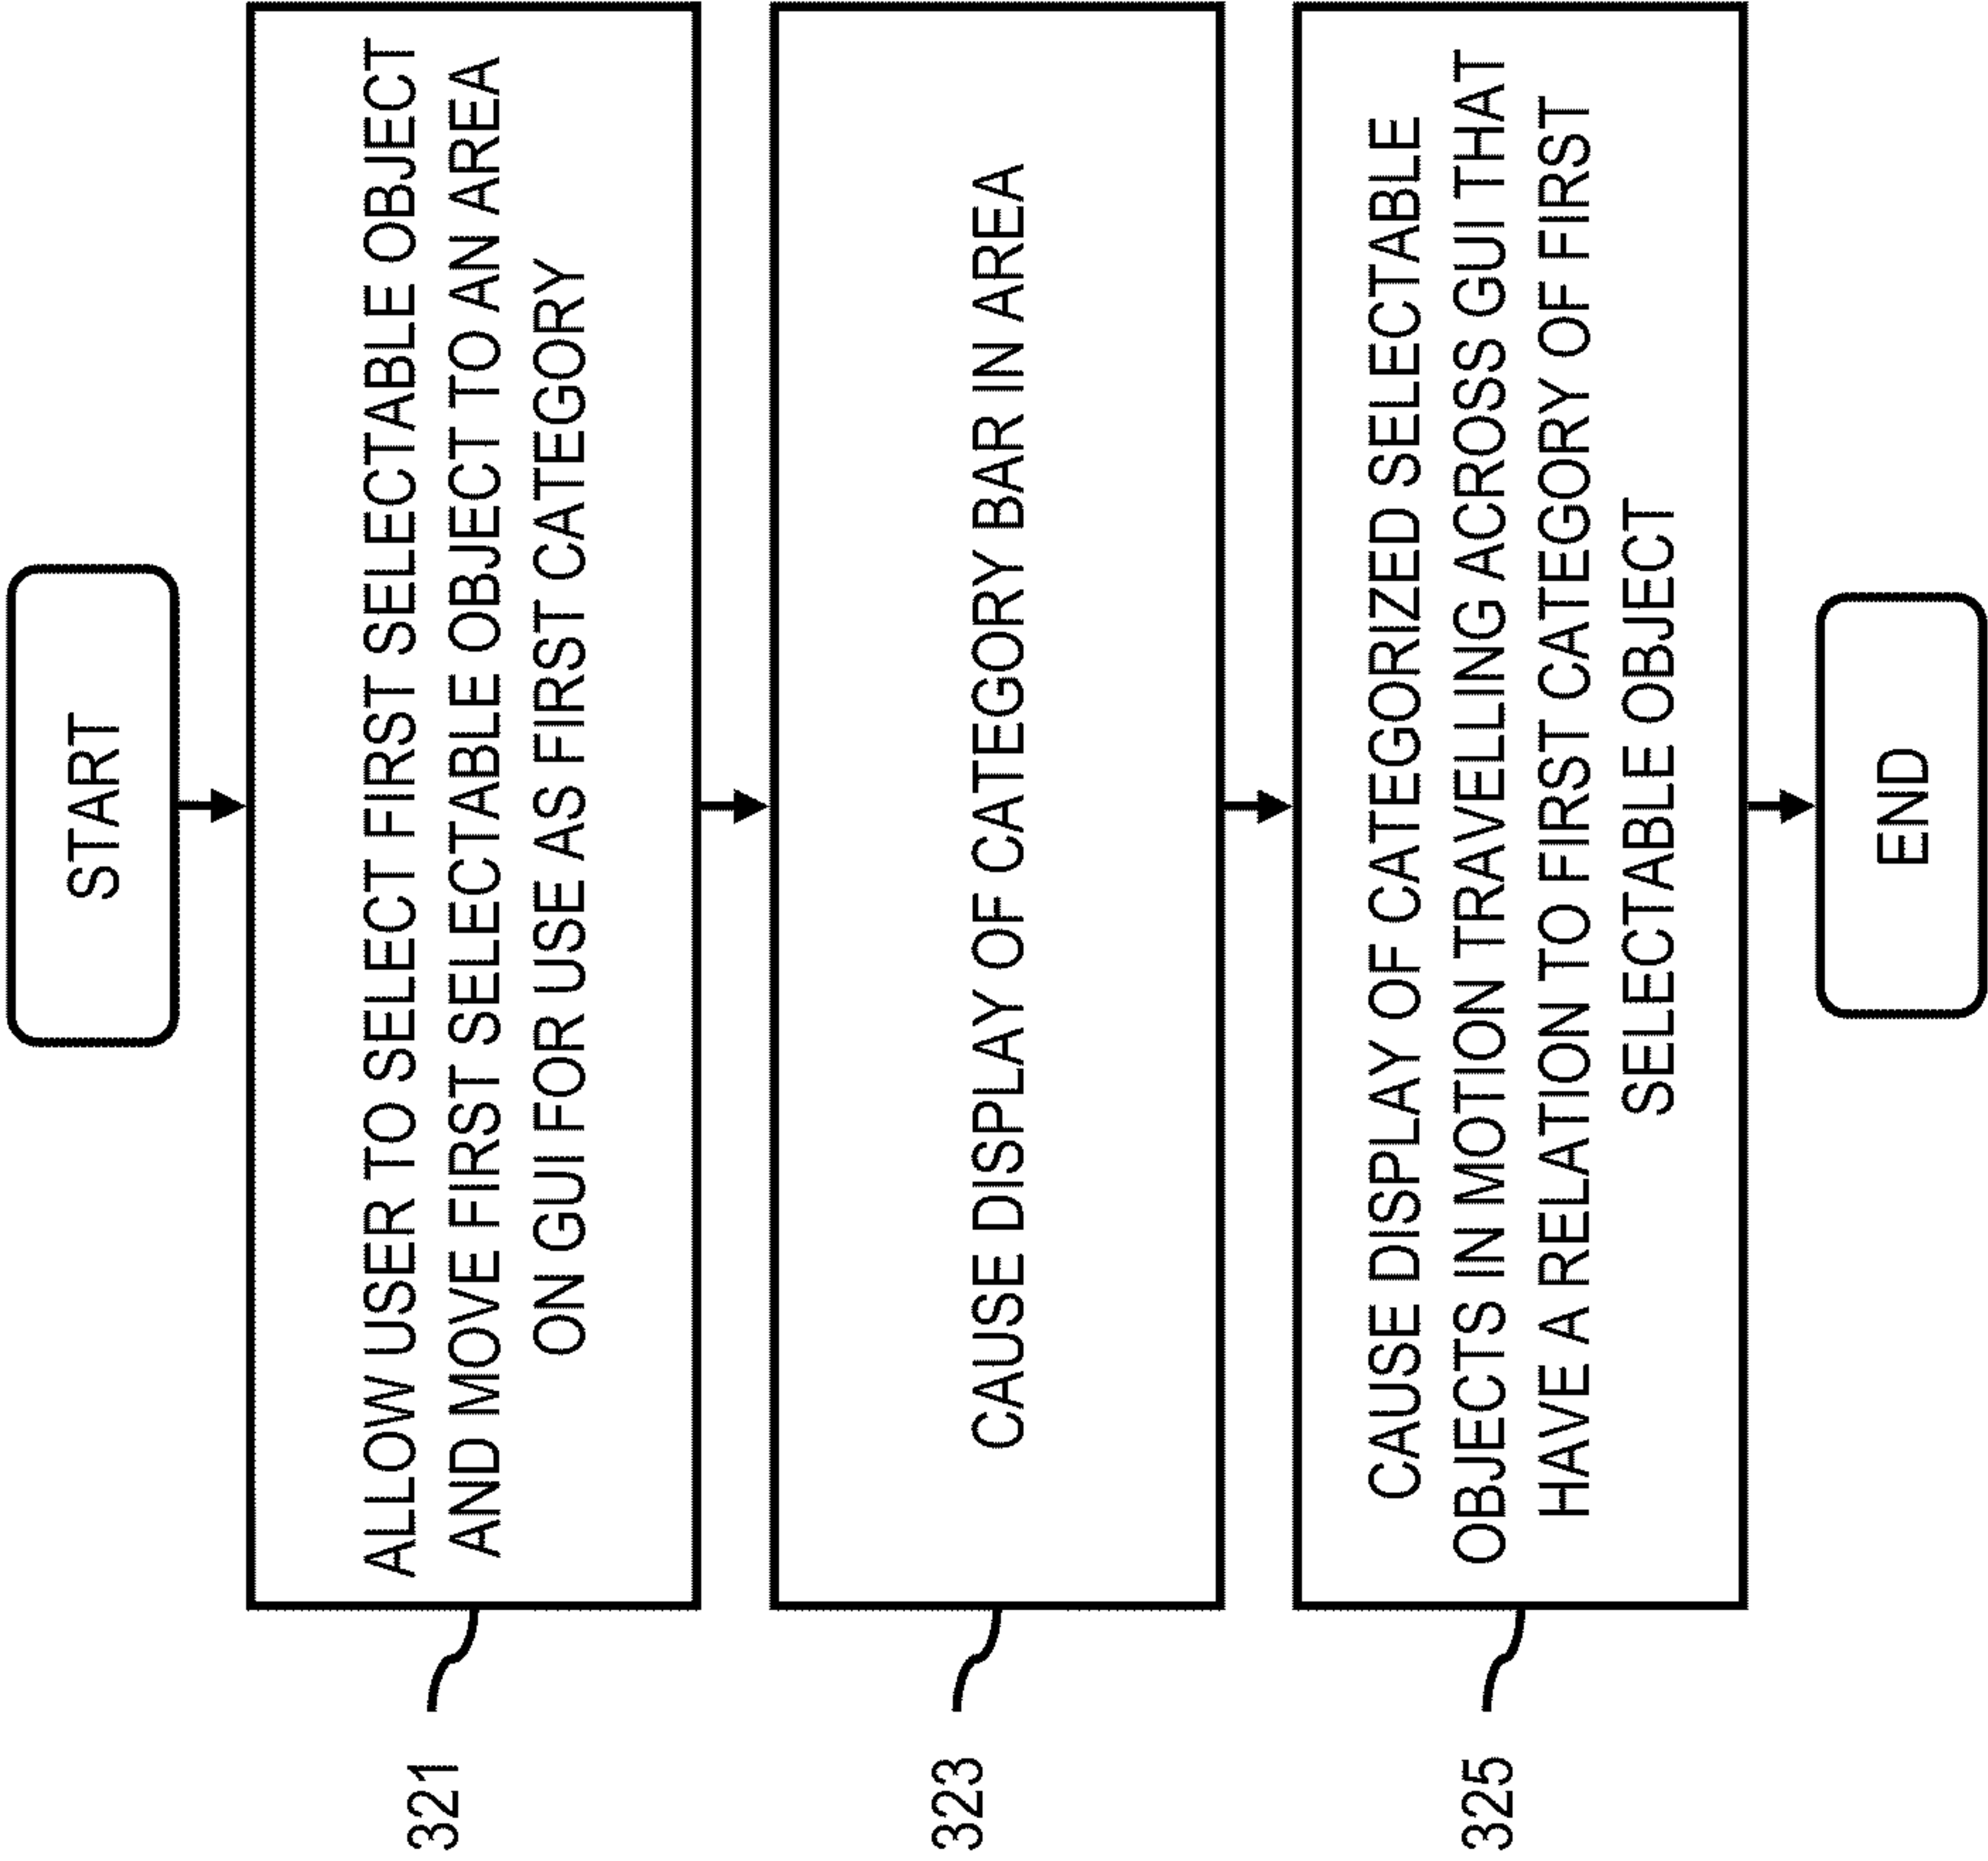 START
321
ALLOW USER TO SELECT FIRST SELECTABLE OBJECT
AND MOVE FIRST SELECTABLE OBJECT TO AN AREA
ON GUI FOR USE AS FIRST CATEGORY
323
CAUSE DISPLAY OF CATEGORY BAR IN AREA
325
CAUSE DISPLAY OF CATEGORIZED SELECTABLE
OBJECTS IN MOTION TRAVELLING ACROSS GUI THAT
HAVE A RELATION TO FIRST CATEGORY OF FIRST
SELECTABLE OBJECT
END